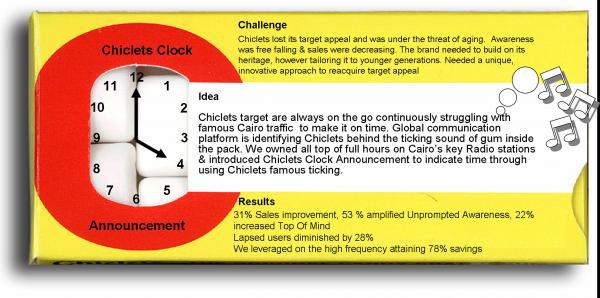 Challenge
Chiclets lost its target appeal and was under the threat of aging. Awareness
was free falling & sales were decreasing. The brand needed to build on its
heritage, however tailoring it to younger generations. Needed a unique,
innovative approach to reacquire target appeal
Chiclets Clock
12
11
1
10
2
9
3
8
4
7
5
6
Announcement
Idea
Chiclets target are always on the go continuously struggling with
famous Cairo traffic to make it on time. Global communication
platform is identifying Chiclets behind the ticking sound of gum inside
the pack. We owned all top of full hours on Cairo's key Radio stations
& introduced Chiclets Clock Announcement to indicate time through
using Chiclets famous ticking.
Results
31% Sales improvement, 53 % amplified Unprompted Awareness, 22%
increased Top Of Mind
Lapsed users diminished by 28%
We leveraged on the high frequency attaining 78% savings